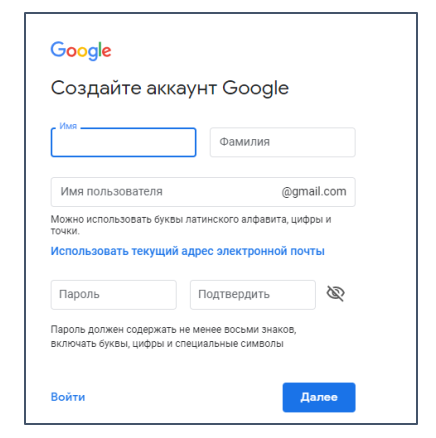 Google
Создайте аккаунт Google
Имя
Фамилия
Имя пользователя @gmail.com
Можно использовать буквы латинского алфавита, цифры и
точки.
Использовать текущий адрес электронной почты
Пароль Подтвердить
Пароль должен содержать не менее восьми знаков,
включать буквы, цифры и специальные символы
Войти Далее